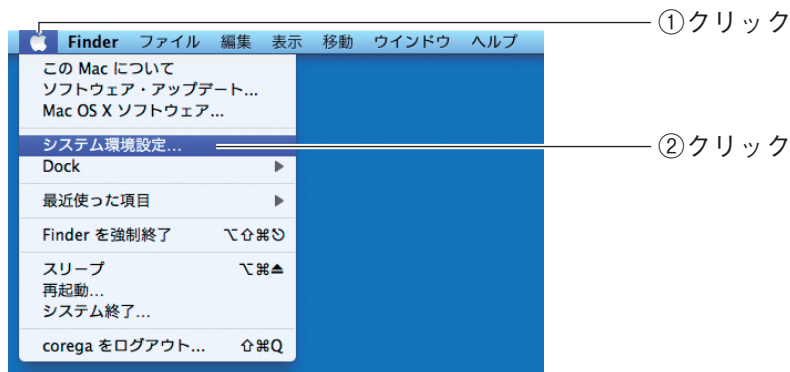 ①クリック
Finder ファイル 編集 表示 移動 ウインドウ ヘルプ
この Mac について
ソフトウェア・アップデート...
Mac OS X ソフトウェア...
システム環境設定...
②クリック
Dock ▶
最近使った項目 ▶
Finder を強制終了 ⌥⇧⌘⎋
スリープ ⌥⌘⏏
再起動...
システム終了...
corega をログアウト... ⇧⌘Q